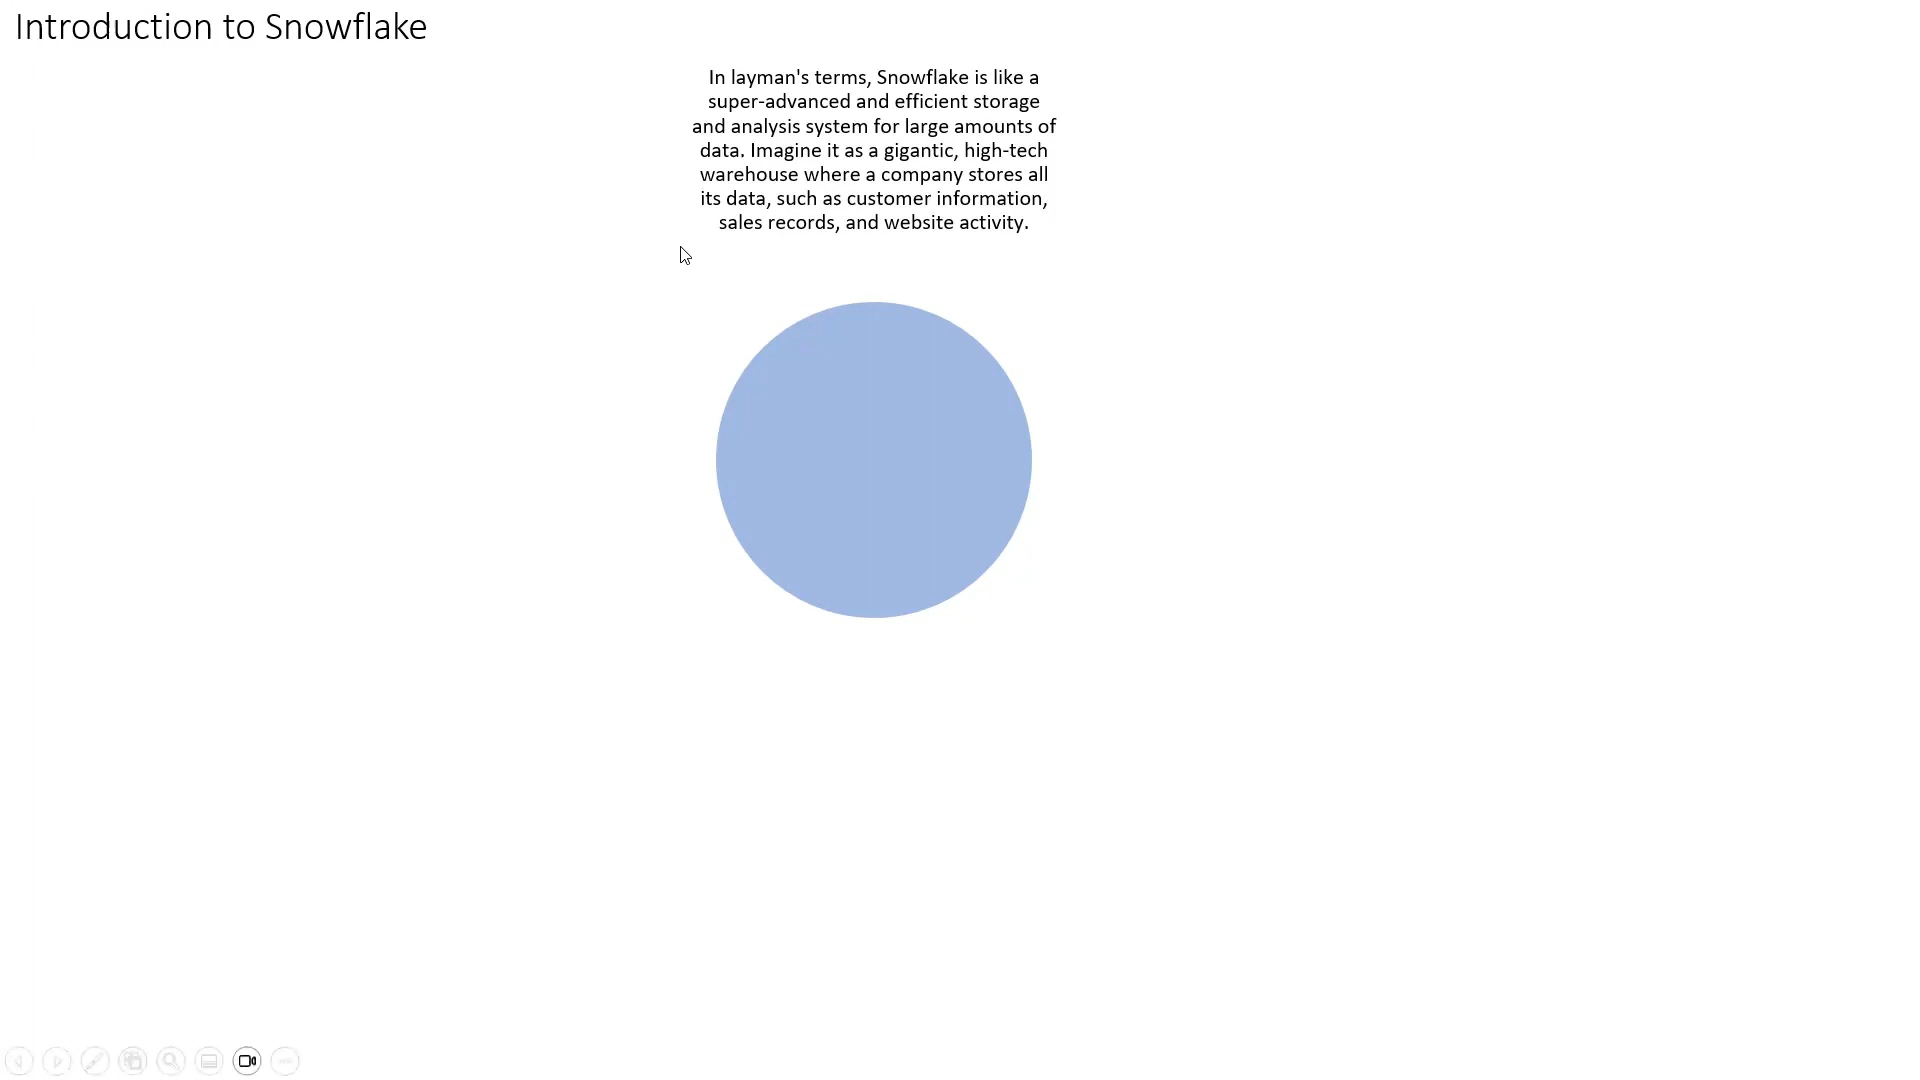 Introduction to Snowflake
In layman's terms, Snowflake is like a
super-advanced and efficient storage
and analysis system for large amounts of
data. Imagine it as a gigantic, high-tech
warehouse where a company stores all
its data, such as customer information,
sales records, and website activity.